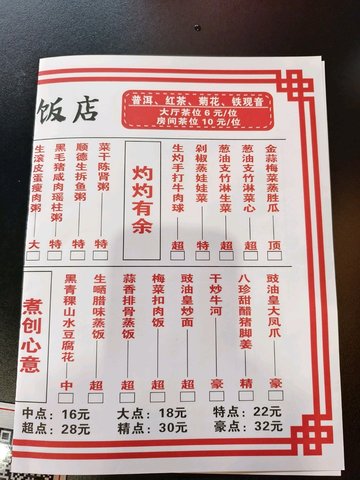 饭店
普洱、红茶、菊花、铁观音
大厅茶位 6 元/位
房间茶位 10 元/位
金蒜梅菜蒸胜瓜 顶
葱油支竹淋菜心 超
葱油支竹淋生菜 超
剁椒蒸娃娃菜 特
生灼手打牛肉球 超
灼灼有余
菜干陈肾粥 特
顺德生拆鱼粥 特
黑毛猪咸肉瑶柱粥 特
生滚皮蛋瘦肉粥 大
豉油皇大凤爪 豪
八珍甜醋猪脚姜 精
干炒牛河 豪
豉油皇炒面 超
梅菜扣肉饭 超
蒜香排骨蒸饭 超
生嗮腊味蒸饭 超
黑青稞山水豆腐花 中
煮创心意
中点：16元 大点：18元 特点：22元
超点：28元 精点：30元 豪点：32元